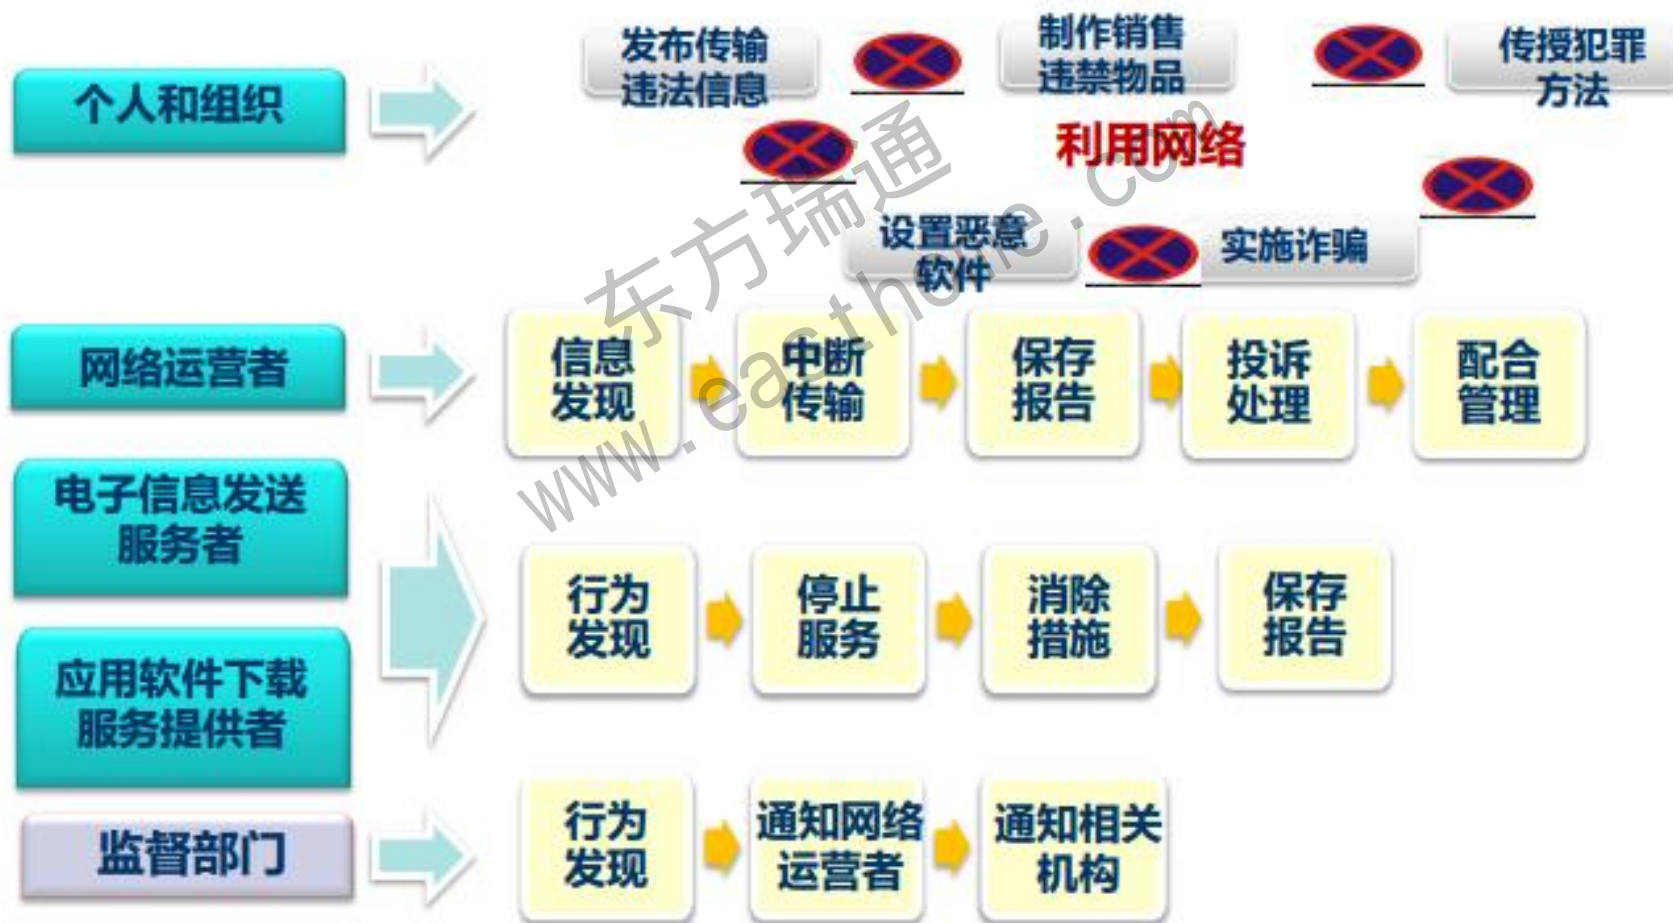 发布传输
违法信息
制作销售
违禁物品
传授犯罪
方法
个人和组织
利用网络
设置恶意
软件
实施诈骗
网络运营者
信息
发现
中断
传输
保存
报告
投诉
处理
配合
管理
电子信息发送
服务者
行为
发现
停止
服务
消除
措施
保存
报告
应用软件下载
服务提供者
监督部门
行为
发现
通知网络
运营者
通知相关
机构
东方瑞通
www.easthome.com